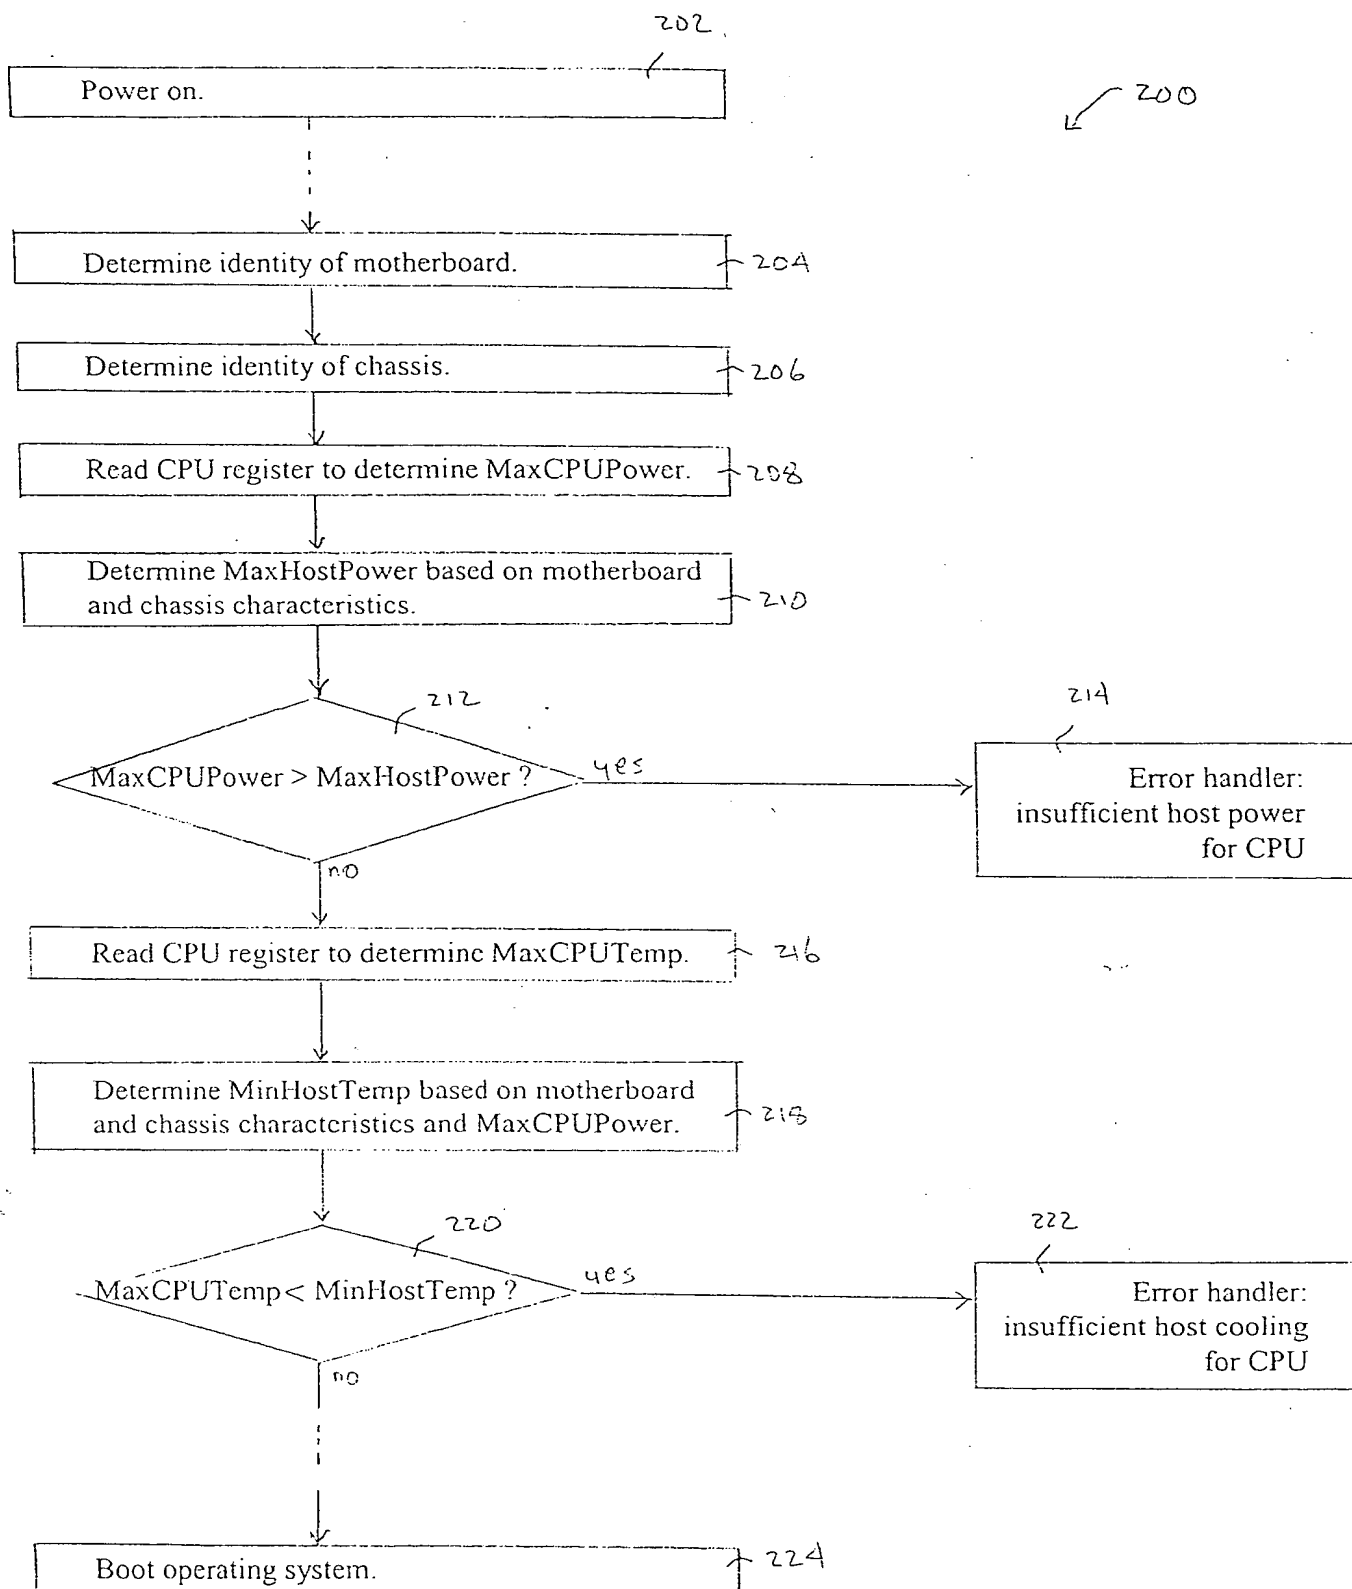 202
Power on.
200
Determine identity of motherboard.
204
Determine identity of chassis.
206
Read CPU register to determine MaxCPUPower.
208
Determine MaxHostPower based on motherboard
and chassis characteristics.
210
212
MaxCPUPower > MaxHostPower ?
yes
214
Error handler:
insufficient host power
for CPU
no
Read CPU register to determine MaxCPUTemp.
216
Determine MinHostTemp based on motherboard
and chassis characteristics and MaxCPUPower.
218
220
MaxCPUTemp< MinHostTemp ?
yes
222
Error handler:
insufficient host cooling
for CPU
no
Boot operating system.
224